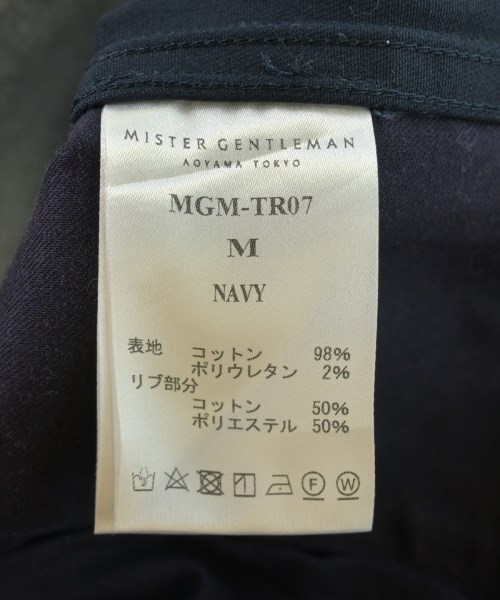 MISTER GENTLEMAN
AOYAMA TOKYO
MGM-TR07
M
NAVY
表地 コットン 98%
ポリウレタン 2%
リブ部分
コットン 50%
ポリエステル 50%
F W